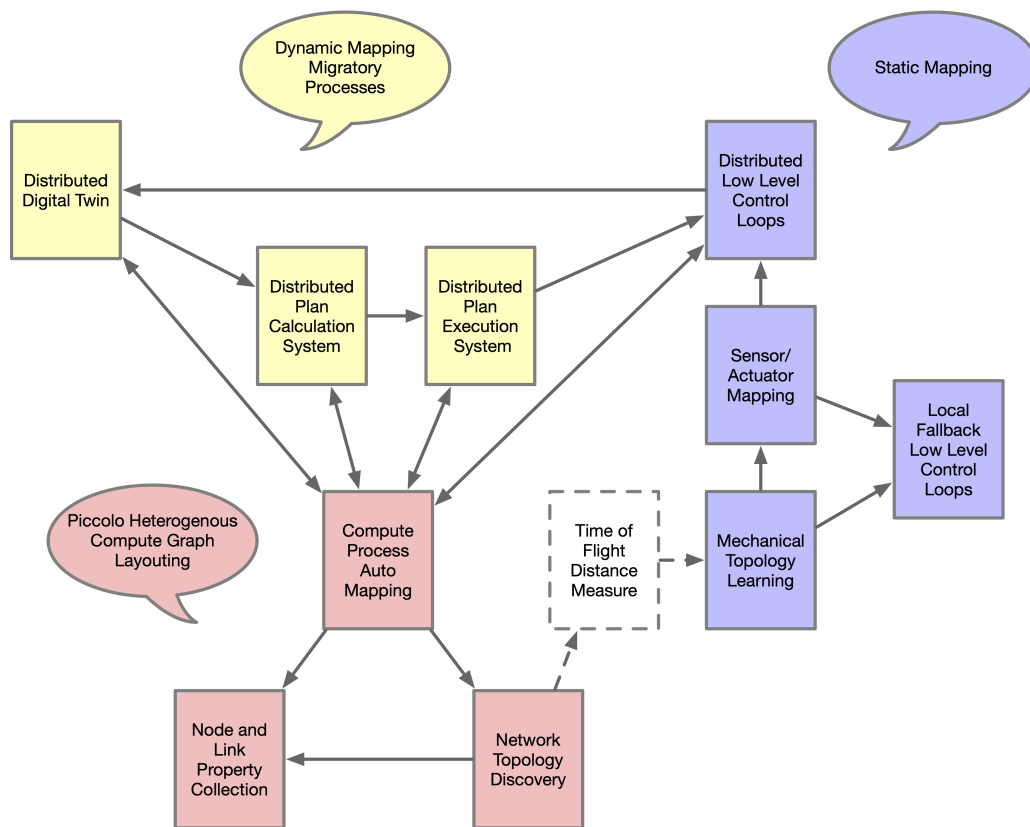 Dynamic Mapping
Migratory
Processes
Static Mapping
Distributed
Digital Twin
Distributed
Low Level
Control
Loops
Distributed
Plan
Calculation
System
Distributed
Plan
Execution
System
Sensor/
Actuator
Mapping
Local
Fallback
Low Level
Control
Loops
Piccolo Heterogenous
Compute Graph
Layouting
Compute
Process
Auto
Mapping
Time of
Flight
Distance
Measure
Mechanical
Topology
Learning
Node and
Link
Property
Collection
Network
Topology
Discovery